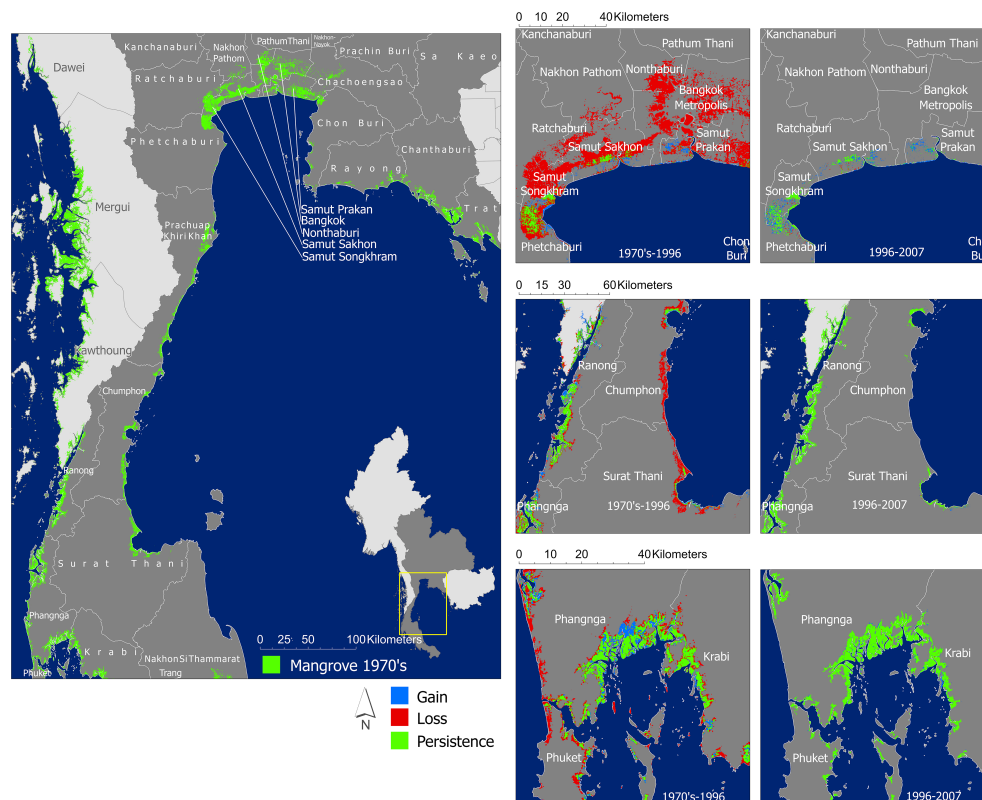 Kanchanaburi
Nakhon
Pathom
PathumThani
Nakhon-
Nayok
Prachin Buri
Sa Kaeo
Dawei
Ratchaburi
Chachoengsao
Phetchaburi
Chon Buri
Chanthaburi
Rayong
Trat
Mergui
Samut Prakan
Bangkok
Nonthaburi
Samut Sakhon
Samut Songkhram
Prachuap
Khiri Khan
Kawthoung
Chumphon
Ranong
Surat Thani
Phangnga
Krabi
NakhonSiThammarat
Phuket
Trang
0 25 50 100 Kilometers
Mangrove 1970's
N
Gain
Loss
Persistence
0 10 20 40 Kilometers
Kanchanaburi
Pathum Thani
Nakhon Pathom
Nonthaburi
Bangkok
Metropolis
Ratchaburi
Samut
Prakan
Samut Sakhon
Samut
Songkhram
Phetchaburi
1970's-1996
Chon
Buri
Kanchanaburi
Pathum Thani
Nakhon Pathom
Nonthaburi
Bangkok
Metropolis
Ratchaburi
Samut
Prakan
Samut Sakhon
Samut
Songkhram
Phetchaburi
1996-2007
Ch
Bu
0 15 30 60 Kilometers
Ranong
Chumphon
Surat Thani
Phangnga
1970's-1996
Ranong
Chumphon
Surat Thani
Phangnga
1996-2007
0 10 20 40 Kilometers
Phangnga
Krabi
Phuket
1970's-1996
Phangnga
Krabi
Phuket
1996-2007